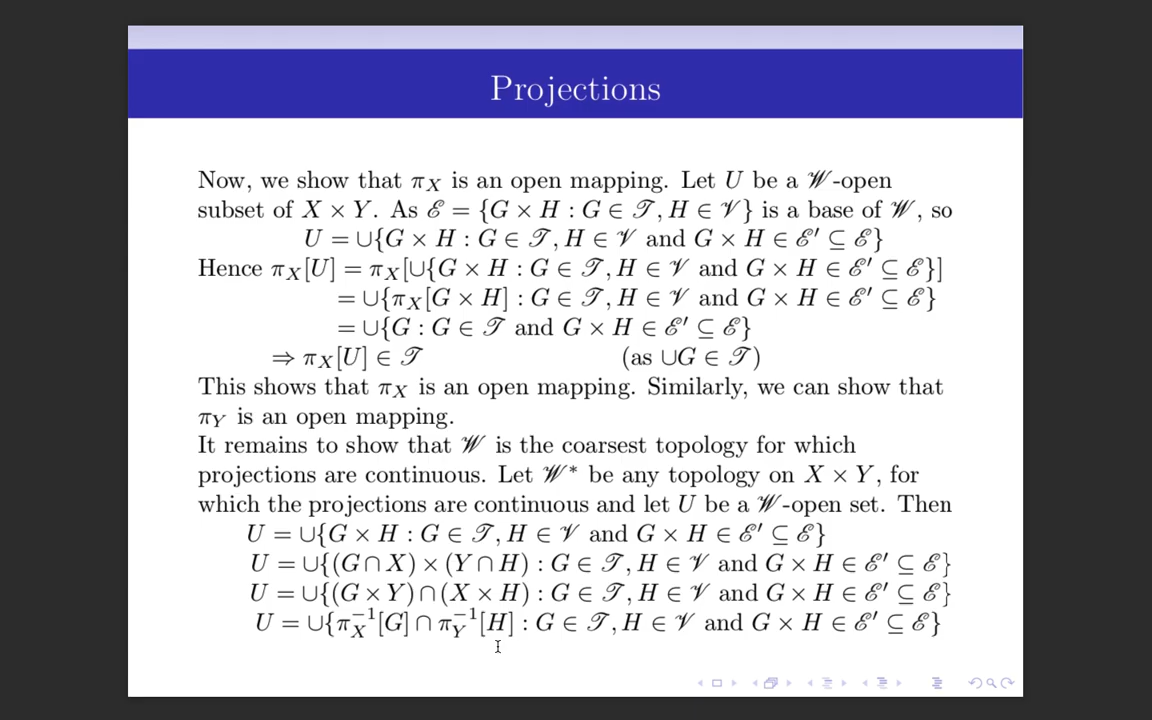 Projections
Now, we show that π_X is an open mapping. Let U be a 𝒲-open
subset of X × Y. As ℰ = {G × H : G ∈ 𝒯, H ∈ 𝒱} is a base of 𝒲, so
U = ∪{G × H : G ∈ 𝒯, H ∈ 𝒱 and G × H ∈ ℰ′ ⊆ ℰ}
Hence π_X[U] = π_X[∪{G × H : G ∈ 𝒯, H ∈ 𝒱 and G × H ∈ ℰ′ ⊆ ℰ}]
= ∪{π_X[G × H] : G ∈ 𝒯, H ∈ 𝒱 and G × H ∈ ℰ′ ⊆ ℰ}
= ∪{G : G ∈ 𝒯 and G × H ∈ ℰ′ ⊆ ℰ}
⇒ π_X[U] ∈ 𝒯 (as ∪G ∈ 𝒯)
This shows that π_X is an open mapping. Similarly, we can show that
π_Y is an open mapping.
It remains to show that 𝒲 is the coarsest topology for which
projections are continuous. Let 𝒲* be any topology on X × Y, for
which the projections are continuous and let U be a 𝒲-open set. Then
U = ∪{G × H : G ∈ 𝒯, H ∈ 𝒱 and G × H ∈ ℰ′ ⊆ ℰ}
U = ∪{(G ∩ X) × (Y ∩ H) : G ∈ 𝒯, H ∈ 𝒱 and G × H ∈ ℰ′ ⊆ ℰ}
U = ∪{(G × Y) ∩ (X × H) : G ∈ 𝒯, H ∈ 𝒱 and G × H ∈ ℰ′ ⊆ ℰ}
U = ∪{π_X^{-1}[G] ∩ π_Y^{-1}[H] : G ∈ 𝒯, H ∈ 𝒱 and G × H ∈ ℰ′ ⊆ ℰ}